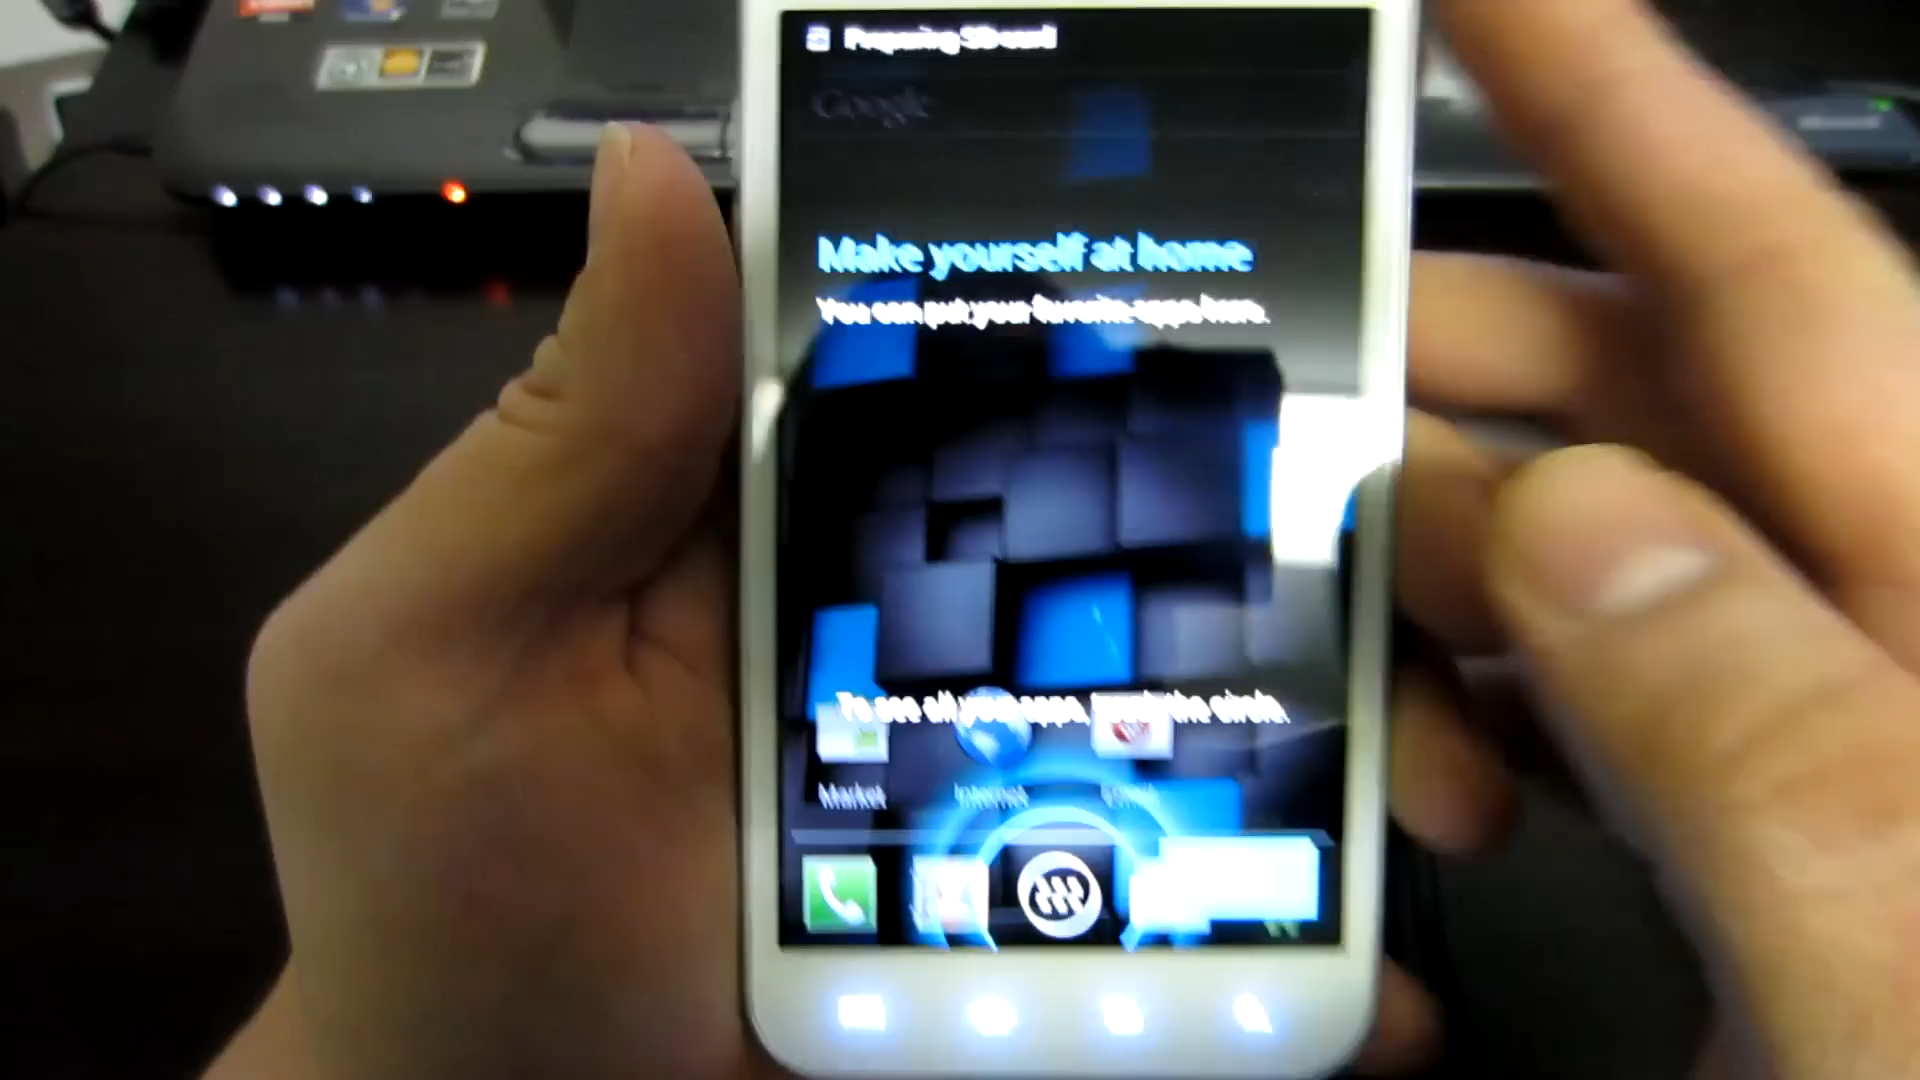 Preparing SD card
Google
Make yourself at home
You can put your favorite apps here.
To see all your apps, touch the circle.
Market
Internet
Email